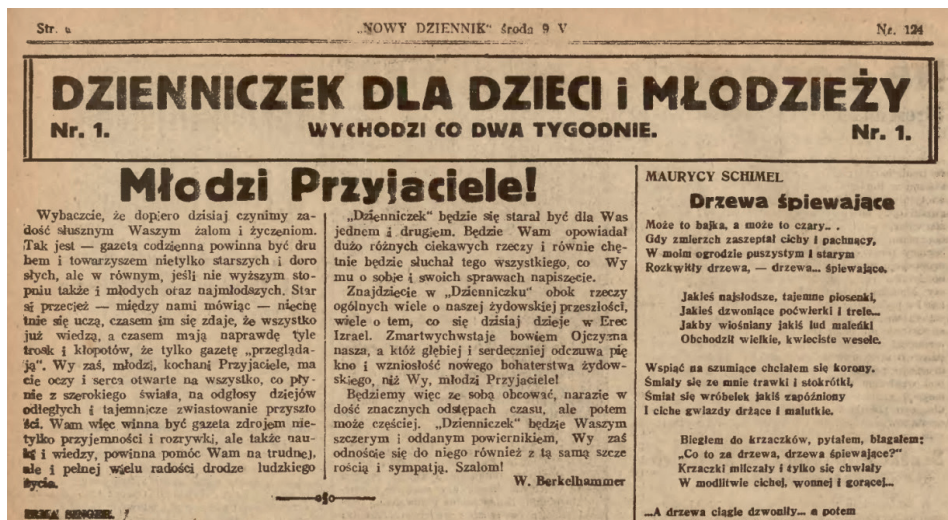 Str.
„NOWY DZIENNIK" środa 9 V
Nr. 124
DZIENNICZEK DLA DZIECI i MŁODZIEŻY
Nr. 1.
WYCHODZI CO DWA TYGODNIE.
Nr. 1.
Młodzi Przyjaciele!
Wybaczcie, że dopiero dzisiaj czynimy za-
dość słusznym Waszym żalom i życzeniom.
Tak jest — gazeta codzienna powinna być dru
hem i towarzyszem nietylko starszych i doro
słych, ale w równym, jeśli nie wyższym sto-
pniu także i młodych oraz najmłodszych. Star
si przecież — między nami mówiąc — niechę
tnie się uczą, czasem im się zdaje, że wszystko
już wiedzą, a czasem mają naprawdę tyle
trosk i kłopotów, że tylko gazetę „przegląda-
ją". Wy zaś, młodzi, kochani Przyjaciele, ma
cie oczy i serca otwarte na wszystko, co pły-
nie z szerokiego świata, na odgłosy dziejów
odległych i tajemnicze zwiastowanie przyszło
ści. Wam więc winna być gazeta zdrojem nie-
tylko przyjemności i rozrywki, ale także nau-
ki i wiedzy, powinna pomóc Wam na trudnej,
ale i pełnej wielu radości drodze ludzkiego
życia.
IRMA SINGER.
„Dzienniczek" będzie się starał być dla Was
jednem i drugiem. Będzie Wam opowiadał
dużo różnych ciekawych rzeczy i równie chę-
tnie będzie słuchał tego wszystkiego, co Wy
mu o sobie i swoich sprawach napiszecie.
Znajdziecie w „Dzienniczku" obok rzeczy
ogólnych wiele o naszej żydowskiej przeszłości,
wiele o tem, co się dzisiaj dzieje w Erec
Izrael. Zmartwychwstaje bowiem Ojczyzna
nasza, a któż głębiej i serdeczniej odczuwa pię
kno i wzniosłość nowego bohaterstwa żydow-
skiego, niż Wy, młodzi Przyjaciele!
Będziemy więc ze sobą obcować, narazie w
dość znacznych odstępach czasu, ale potem
może częściej. „Dzienniczek" będzie Waszym
szczerym i oddanym powiernikiem, Wy zaś
odnoście się do niego również z tą samą szcze
rością i sympatją. Szalom!
W. Berkelhammer
MAURYCY SCHIMEL
Drzewa śpiewające
Może to bajka, a może to czary...
Gdy zmierzch zaszeptał cichy i pachnący,
W moim ogrodzie puszystym i starym
Rozkwitły drzewa, — drzewa... śpiewające.
Jakieś najsłodsze, tajemne piosenki,
Jakieś dzwoniące poćwierki i trele...
Jakby wiośniany jakiś lud maleńki
Obchodził wielkie, kwieciste wesele.
Wspiąć na szumiące chciałem się korony.
Śmiały się ze mnie trawki i stokrótki,
Śmiał się wróbelek jakiś zapóźniony
I ciche gwiazdy drżące i malutkie.
Biegłem do krzaczków, pytałem, błagałem:
„Co to za drzewa, drzewa śpiewające?"
Krzaczki milczały i tylko się chwiały
W modlitwie cichej, wonnej i gorącej...
...A drzewa ciągle dzwoniły... a potem